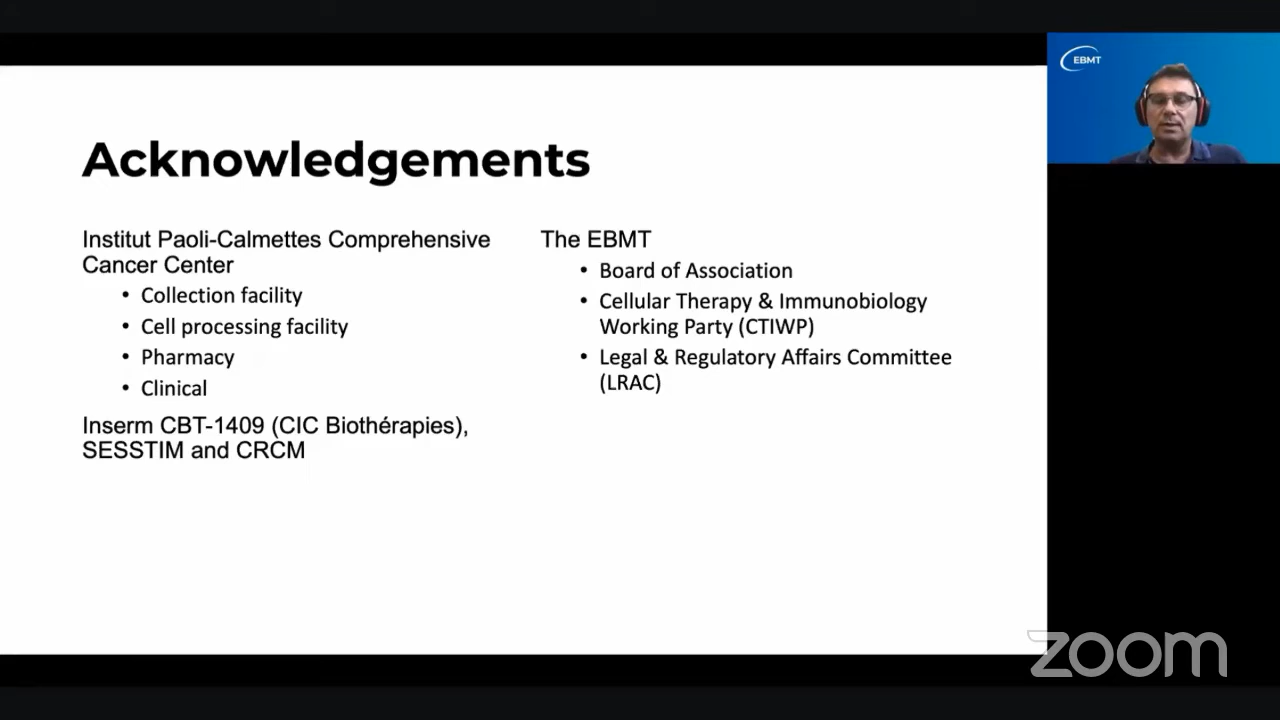 Acknowledgements
Institut Paoli-Calmettes Comprehensive
Cancer Center
• Collection facility
• Cell processing facility
• Pharmacy
• Clinical
Inserm CBT-1409 (CIC Biothérapies),
SESSTIM and CRCM
The EBMT
• Board of Association
• Cellular Therapy & Immunobiology
Working Party (CTIWP)
• Legal & Regulatory Affairs Committee
(LRAC)
EBMT
zoom